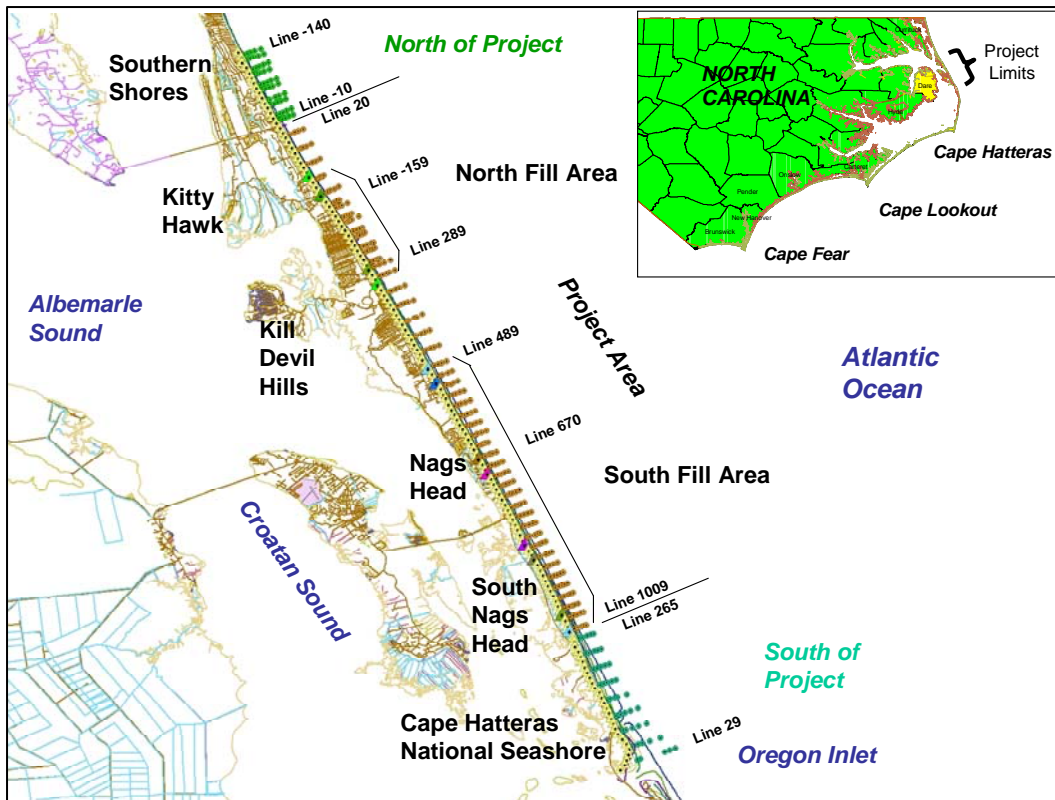 Line -140
North of Project
Southern
Shores
Line -10
Line 20
Kitty
Hawk
Line -159
North Fill Area
Line 289
Albemarle
Sound
Kill
Devil
Hills
Line 489
Project Area
Atlantic
Ocean
Line 670
Nags
Head
South Fill Area
Croatan Sound
South
Nags
Head
Line 1009
Line 265
South of
Project
Cape Hatteras
National Seashore
Line 29
Oregon Inlet
NORTH
CAROLINA
Currituck
Dare
Hyde
Project
Limits
Cape Hatteras
Carteret
Onslow
Pender
New Hanover
Brunswick
Cape Lookout
Cape Fear